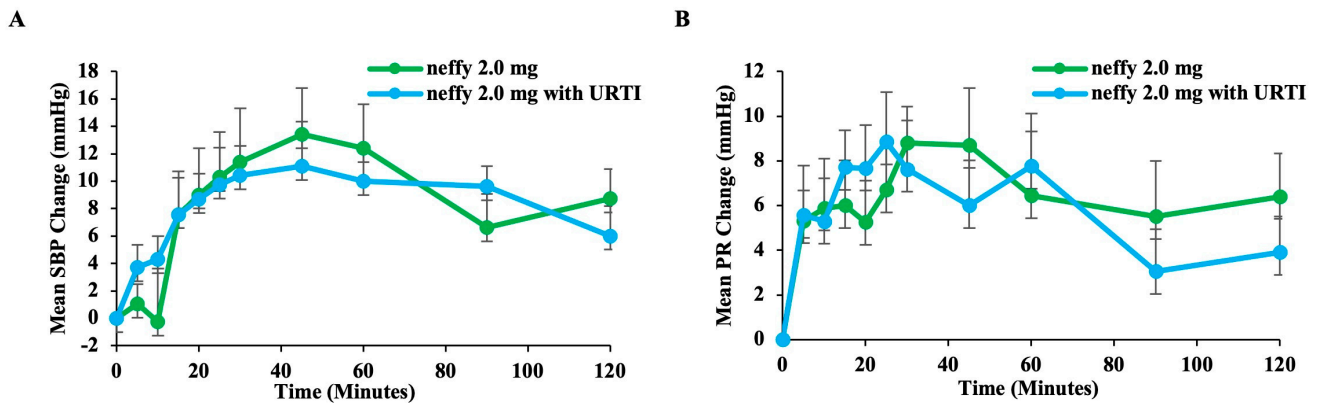 A
neffy 2.0 mg
neffy 2.0 mg with URTI
Mean SBP Change (mmHg)
18
16
14
12
10
8
6
4
2
0
-2
0 20 40 60 80 100 120
Time (Minutes)
B
neffy 2.0 mg
neffy 2.0 mg with URTI
Mean PR Change (mmHg)
12
10
8
6
4
2
0
0 20 40 60 80 100 120
Time (Minutes)